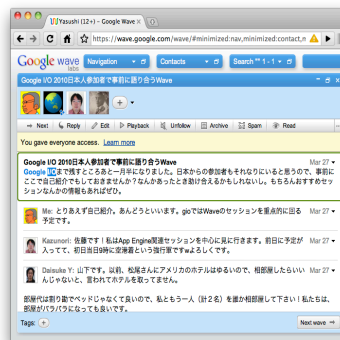 Yasushi (12+) - Google Wave
https://wave.google.com/wave/#minimized:nav,minimized:contact,m
Google wave labs
Navigation
Contacts
Search "" 1 - 1
Google I/O 2010日本人参加者で事前に語り合うWave
Next Reply Edit Playback Unfollow Archive Spam Read
You gave everyone access. Learn more
Google I/O 2010日本人参加者で事前に語り合うWave Mar 27
Google I/Oまで残すところあと一月半になりました。日本からの参加者もそれなりにいると思うので、事前に
ここで自己紹介でもしておきませんか？なんかあったとき助け合えるかもしれないし。もちろんおすすめセッ
ションなんかの情報もあればぜひ。
Me: とりあえず自己紹介。あんどうといいます。gioではWaveのセッションを重点的に回る Mar 27
予定です。
Kazunori: 佐藤です！私はApp Engine関連セッションを中心に見に行きます。前日に予定が Mar 27
入ってて、初日当日9時に空港着という強行軍ですwよろしくです。
Daisuke Y: 山下です。以前、松尾さんにアメリカのホテルはゆるいので、相部屋したらいい Mar 27
んじゃないと、言われてホテルを取ってません。
部屋代は割り勘でベッドじゃなくて良いので、私ともう一人（計２名）を誰か相部屋して下さい！私たちは、
部屋がバラバラになっても良いです。
Tags:
Next wave